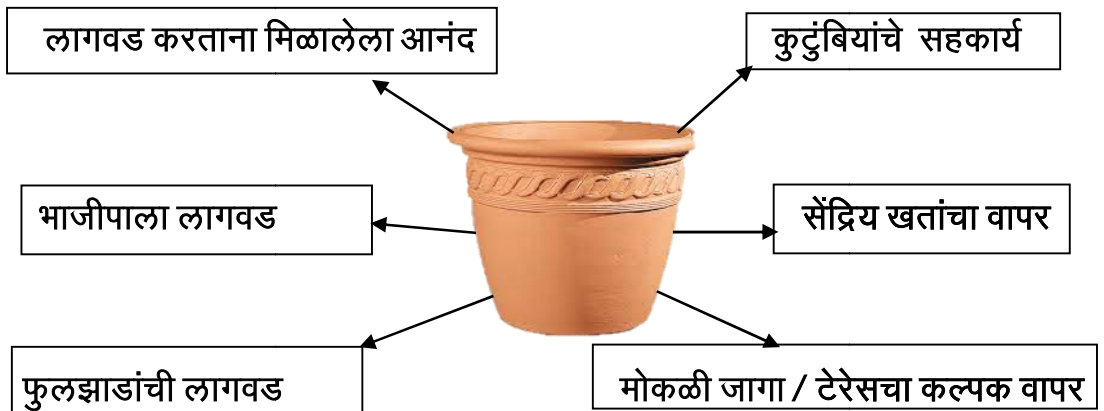 लागवड करताना मिळालेला आनंद
कुटुंबियांचे सहकार्य
भाजीपाला लागवड
सेंद्रिय खतांचा वापर
फुलझाडांची लागवड
मोकळी जागा / टेरेसचा कल्पक वापर